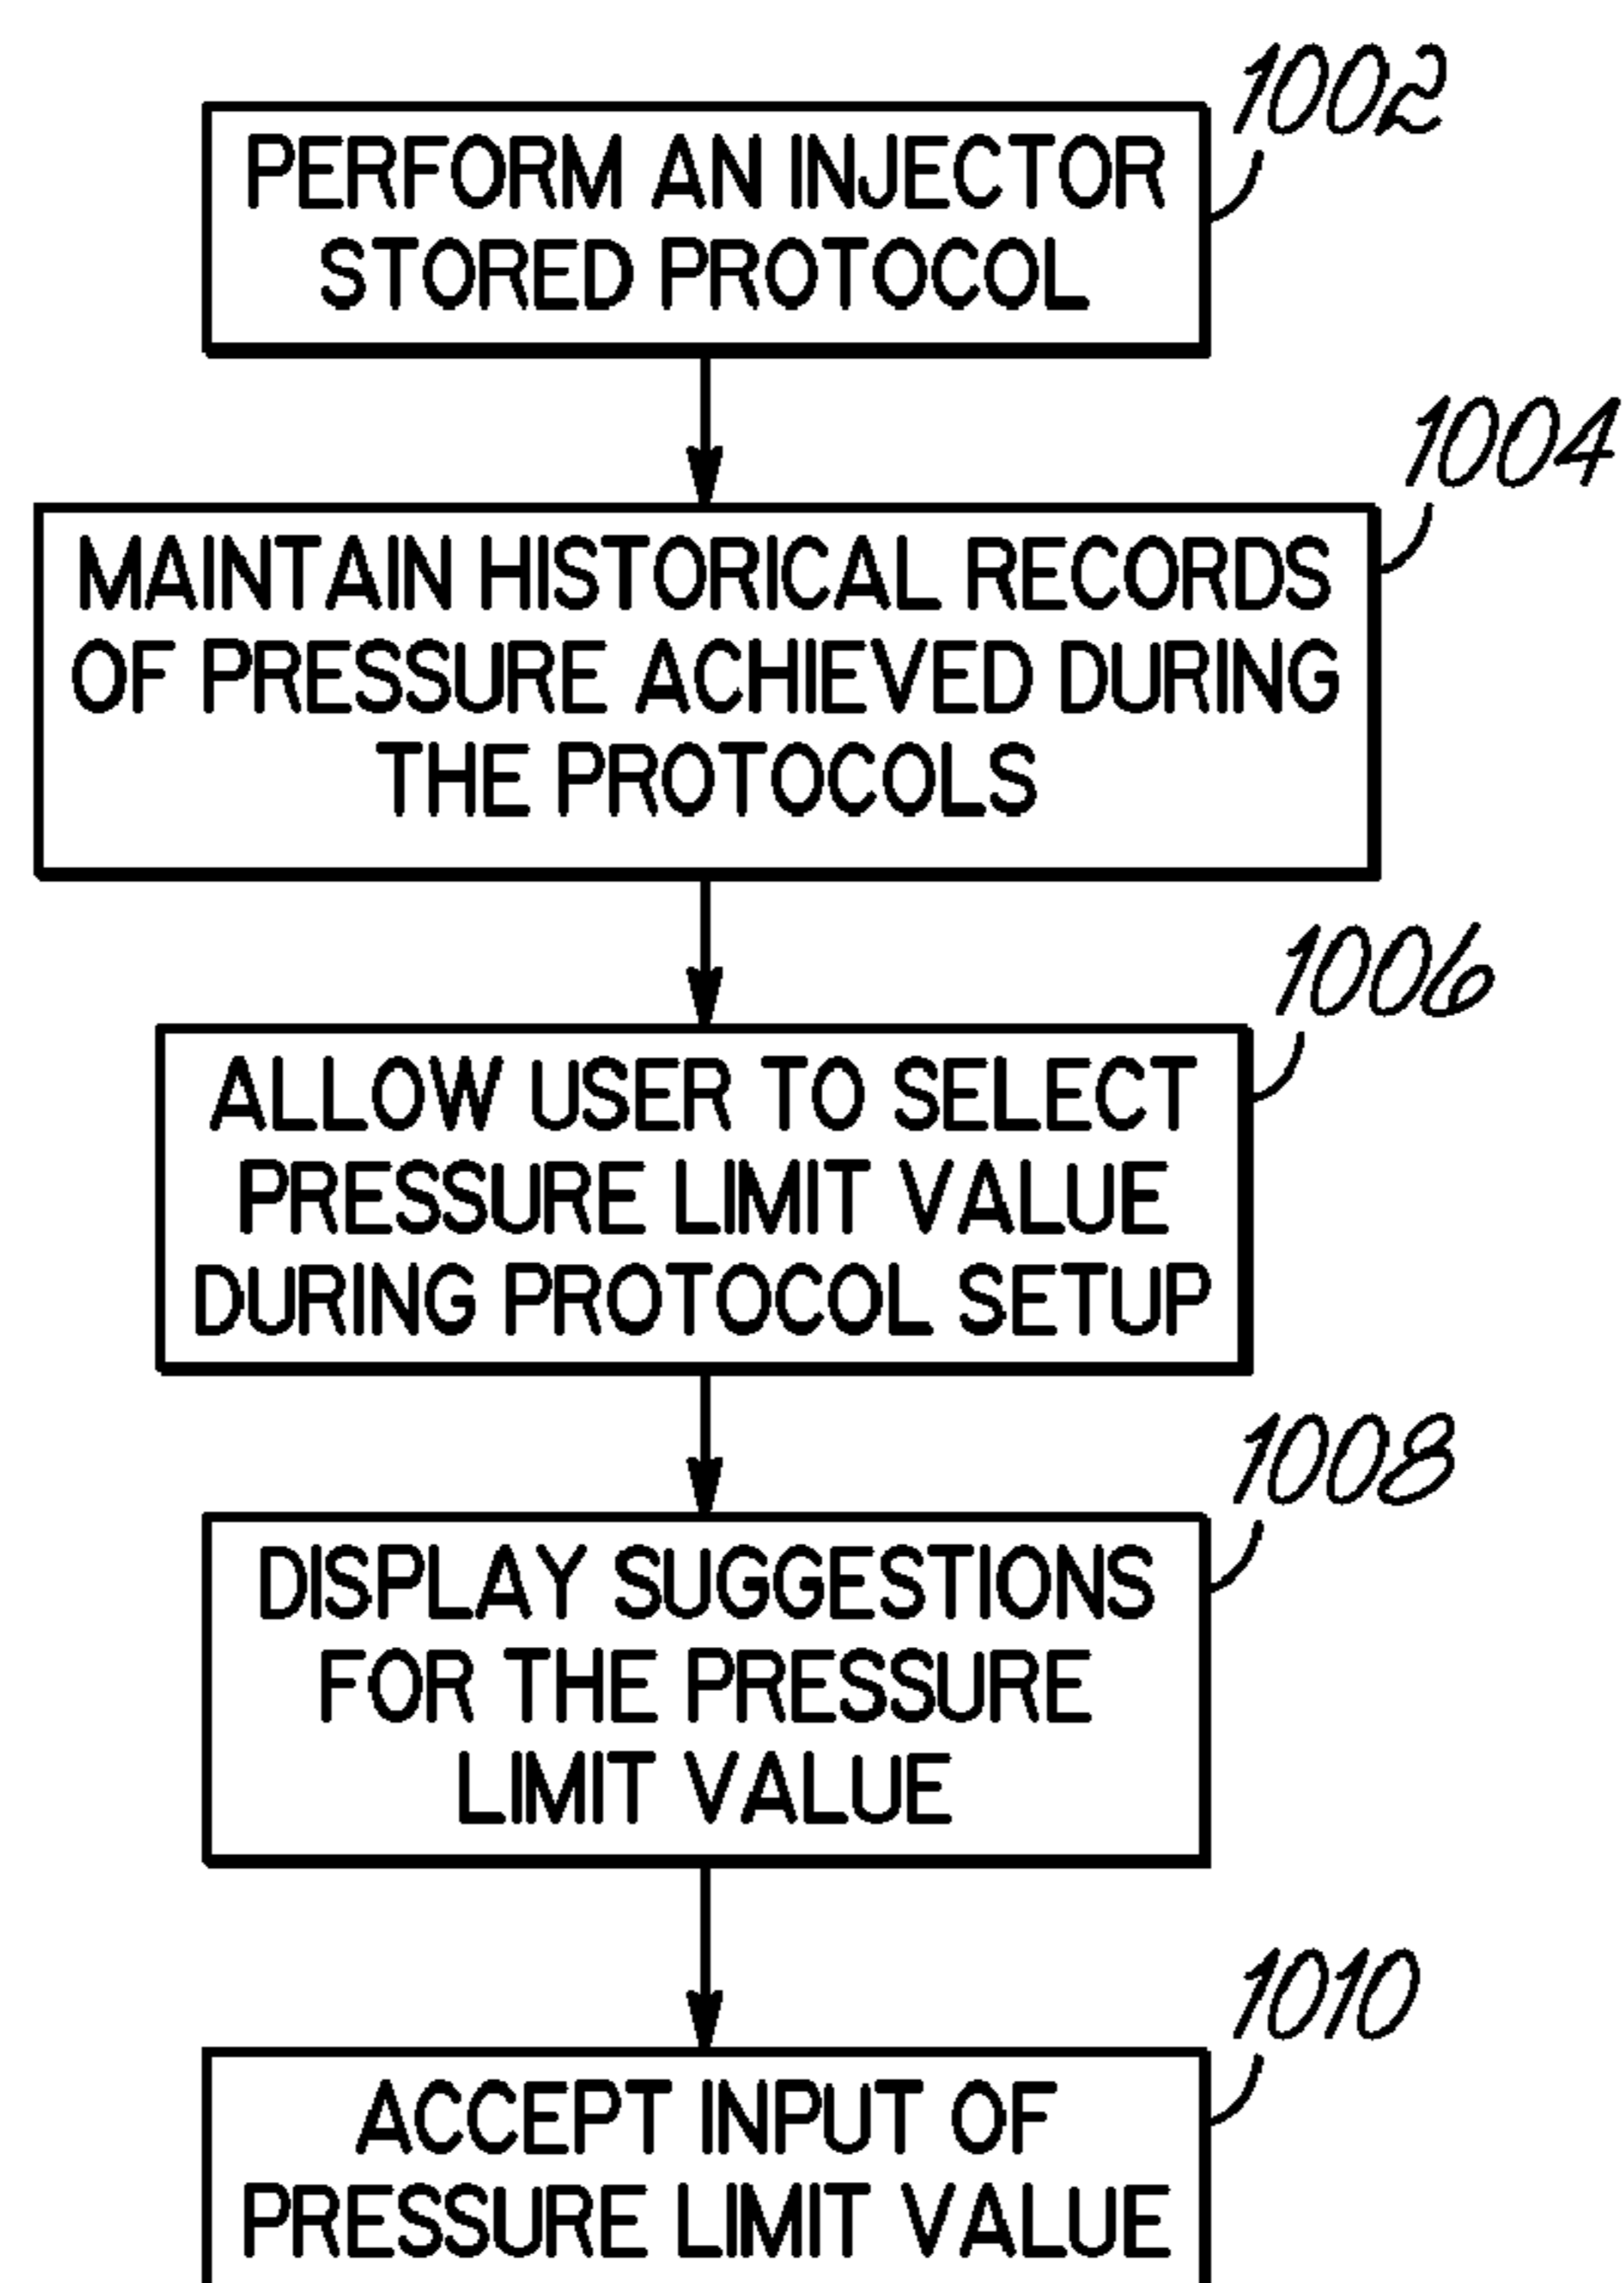 1002
PERFORM AN INJECTOR
STORED PROTOCOL
1004
MAINTAIN HISTORICAL RECORDS
OF PRESSURE ACHIEVED DURING
THE PROTOCOLS
1006
ALLOW USER TO SELECT
PRESSURE LIMIT VALUE
DURING PROTOCOL SETUP
1008
DISPLAY SUGGESTIONS
FOR THE PRESSURE
LIMIT VALUE
1010
ACCEPT INPUT OF
PRESSURE LIMIT VALUE